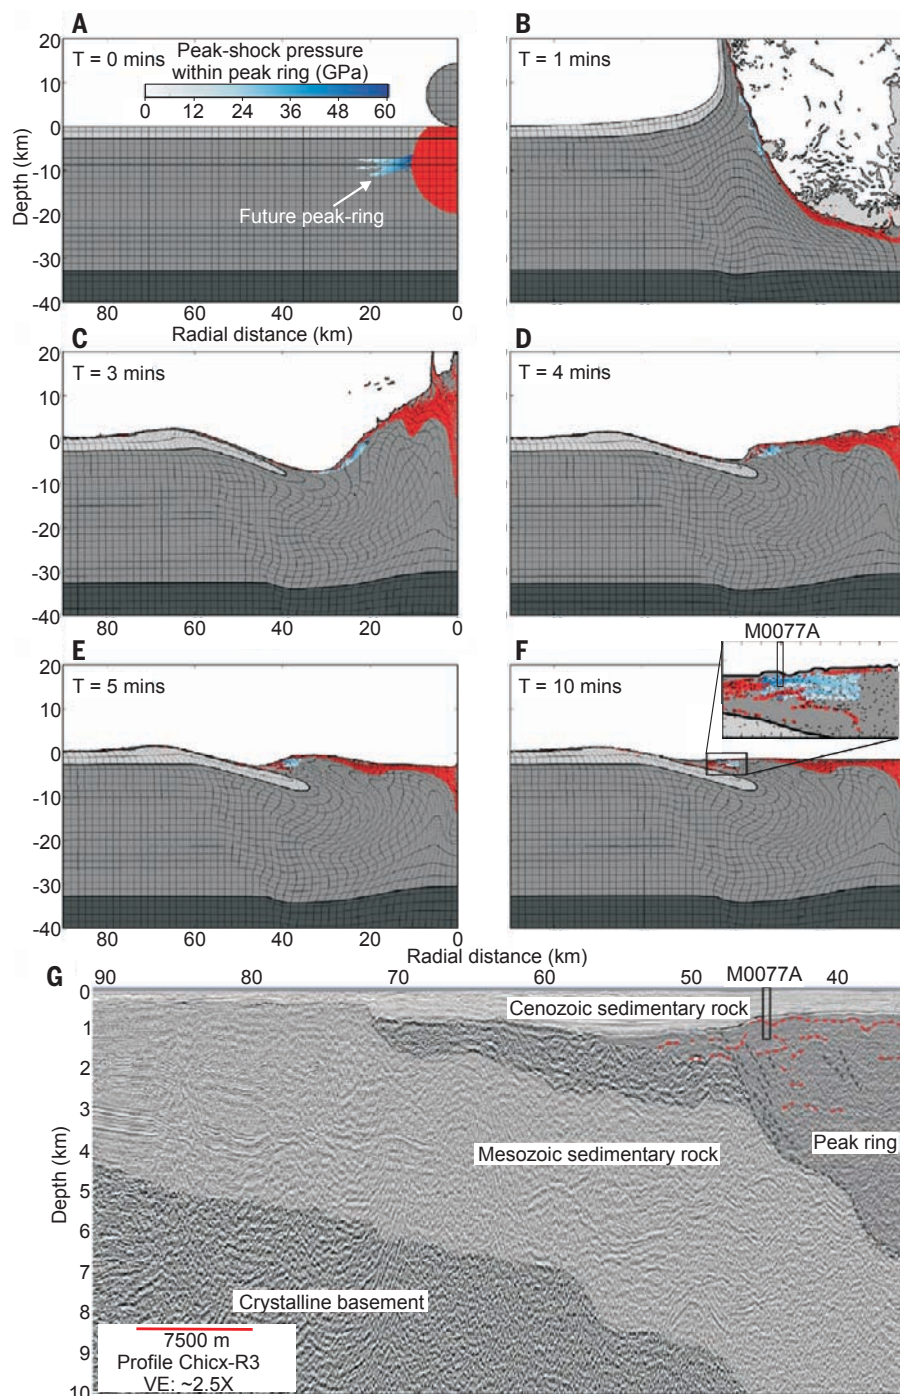 A
T = 0 mins
Peak-shock pressure
within peak ring (GPa)
0 12 24 36 48 60
20
10
0
-10
-20
-30
-40
Depth (km)
Future peak-ring
80 60 40 20 0
Radial distance (km)
B
T = 1 mins
C
T = 3 mins
20
10
0
-10
-20
-30
-40
80 60 40 20 0
D
T = 4 mins
E
T = 5 mins
20
10
0
-10
-20
-30
-40
80 60 40 20 0
F
T = 10 mins
M0077A
Radial distance (km)
G
90 80 70 60 50 40
M0077A
0
1
2
3
4
5
6
7
8
9
10
Depth (km)
Cenozoic sedimentary rock
Mesozoic sedimentary rock
Peak ring
Crystalline basement
7500 m
Profile Chicx-R3
VE: ~2.5X